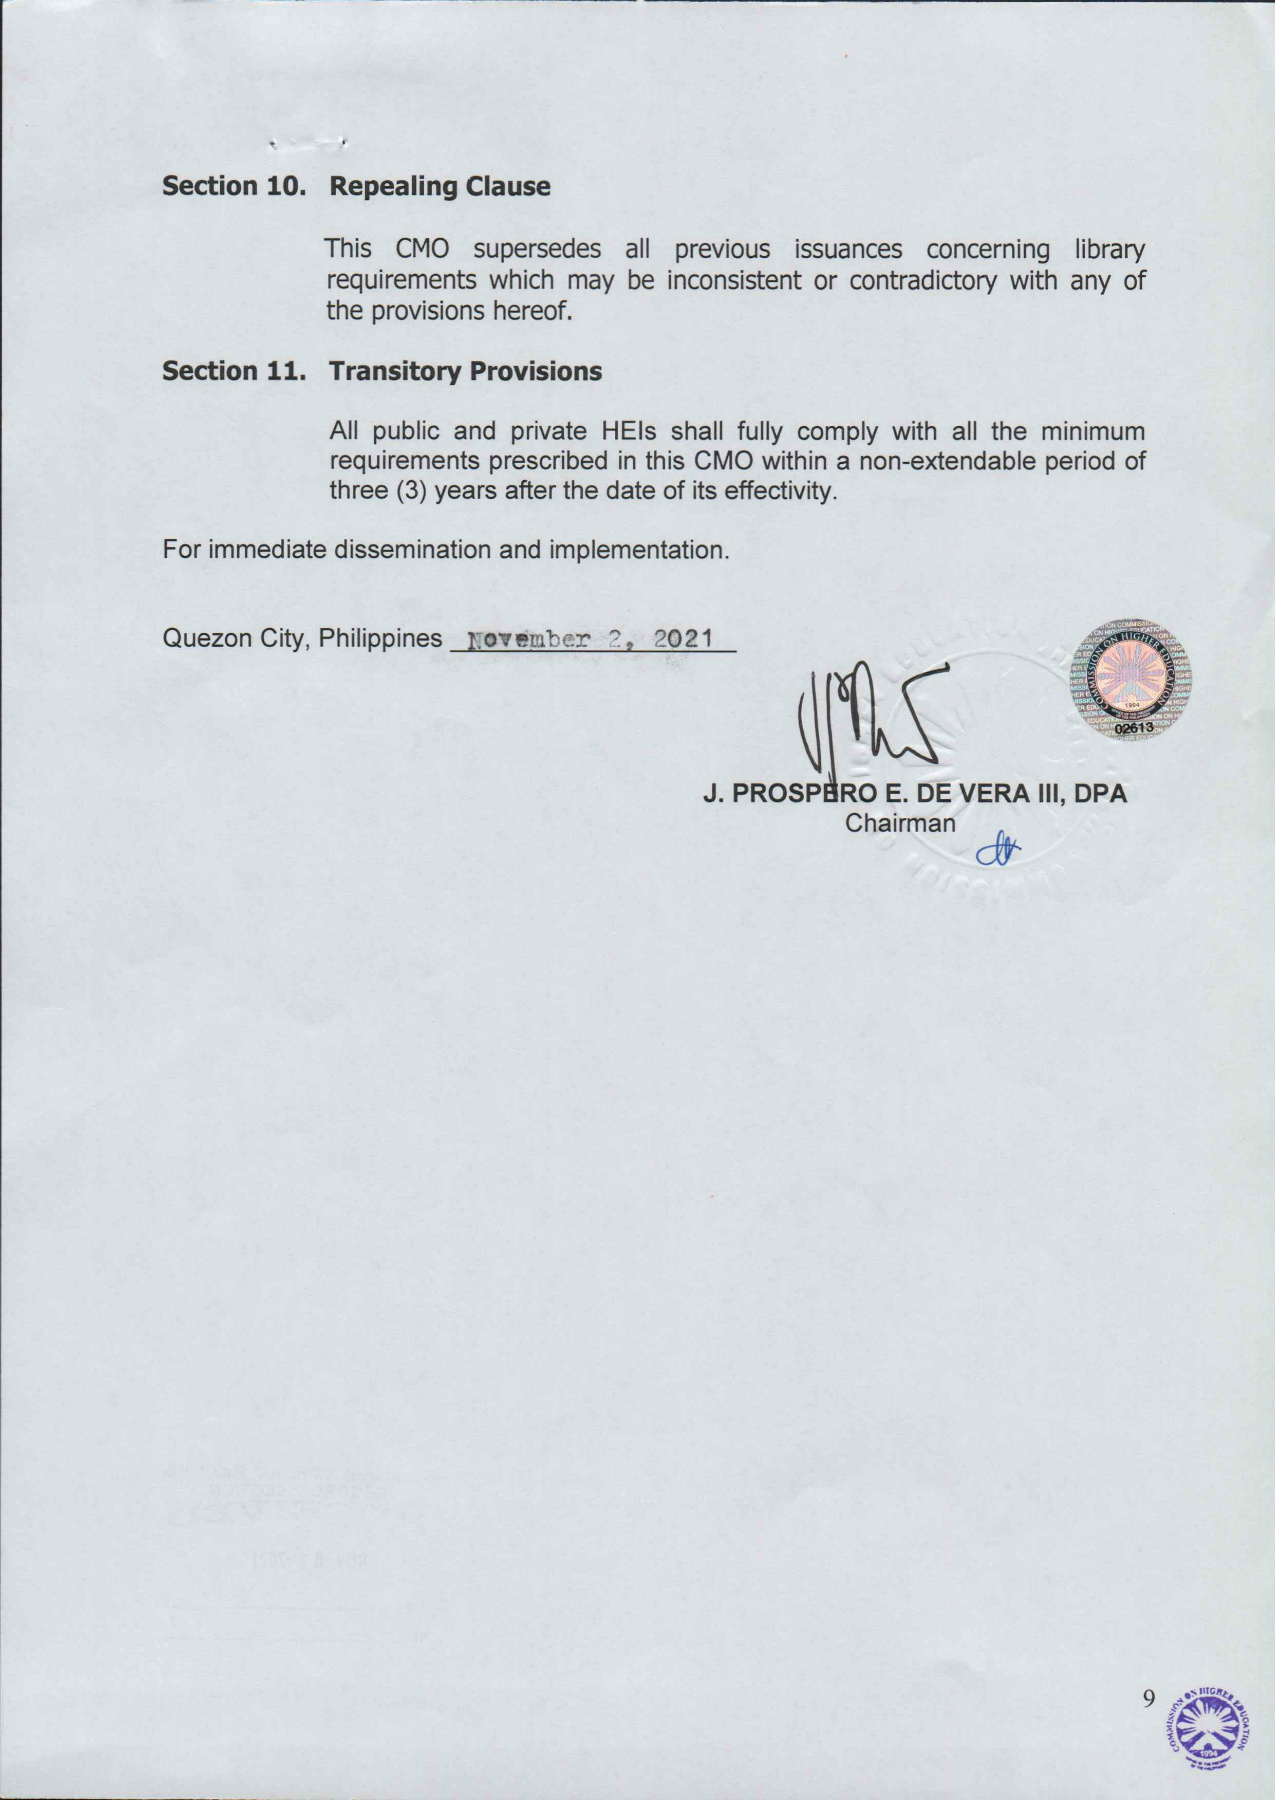 Section 10. Repealing Clause
This CMO supersedes all previous issuances concerning library
requirements which may be inconsistent or contradictory with any of
the provisions hereof.
Section 11. Transitory Provisions
All public and private HEIs shall fully comply with all the minimum
requirements prescribed in this CMO within a non-extendable period of
three (3) years after the date of its effectivity.
For immediate dissemination and implementation.
Quezon City, Philippines November 2, 2021
COMMISSION ON HIGHER EDUCATION
1994
02613
J. PROSPERO E. DE VERA III, DPA
Chairman
9
COMMISSION ON HIGHER EDUCATION
1994